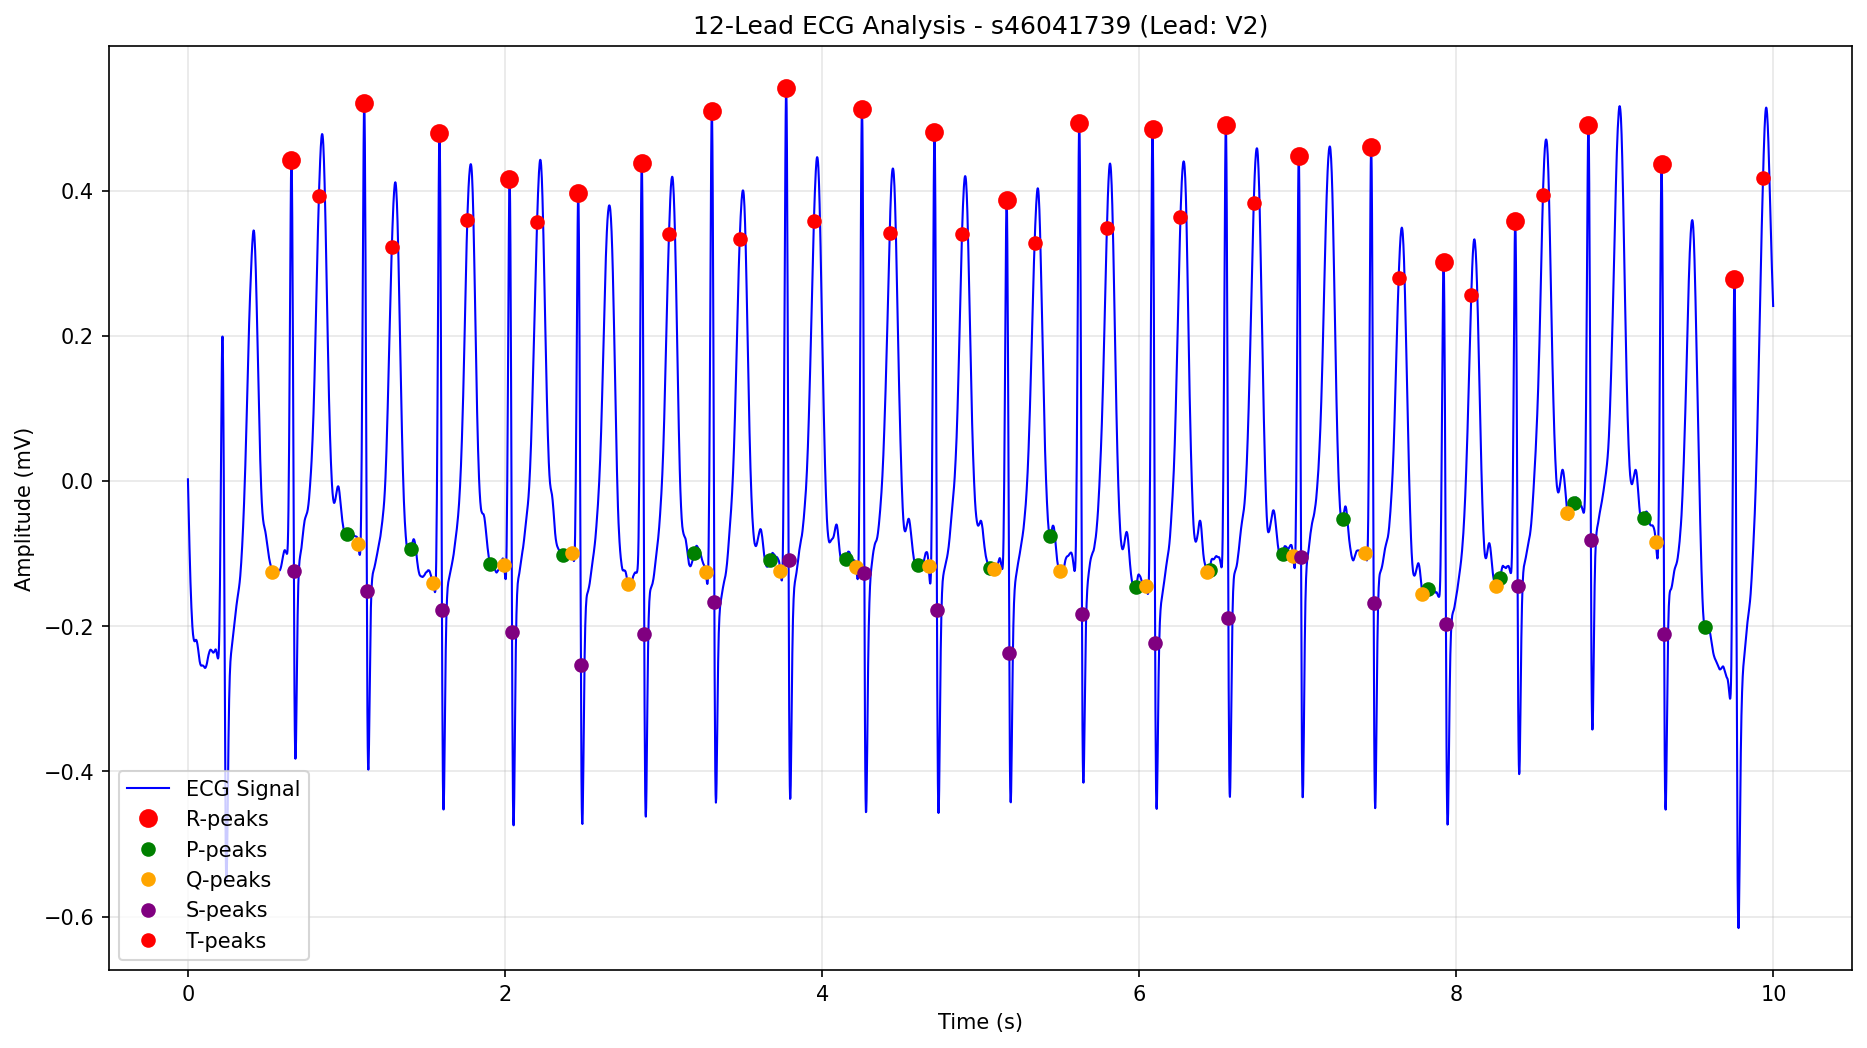 12-Lead ECG Analysis - s46041739 (Lead: V2)
Amplitude (mV)
0.4
0.2
0.0
−0.2
−0.4
−0.6
ECG Signal
R-peaks
P-peaks
Q-peaks
S-peaks
T-peaks
0 2 4 6 8 10
Time (s)